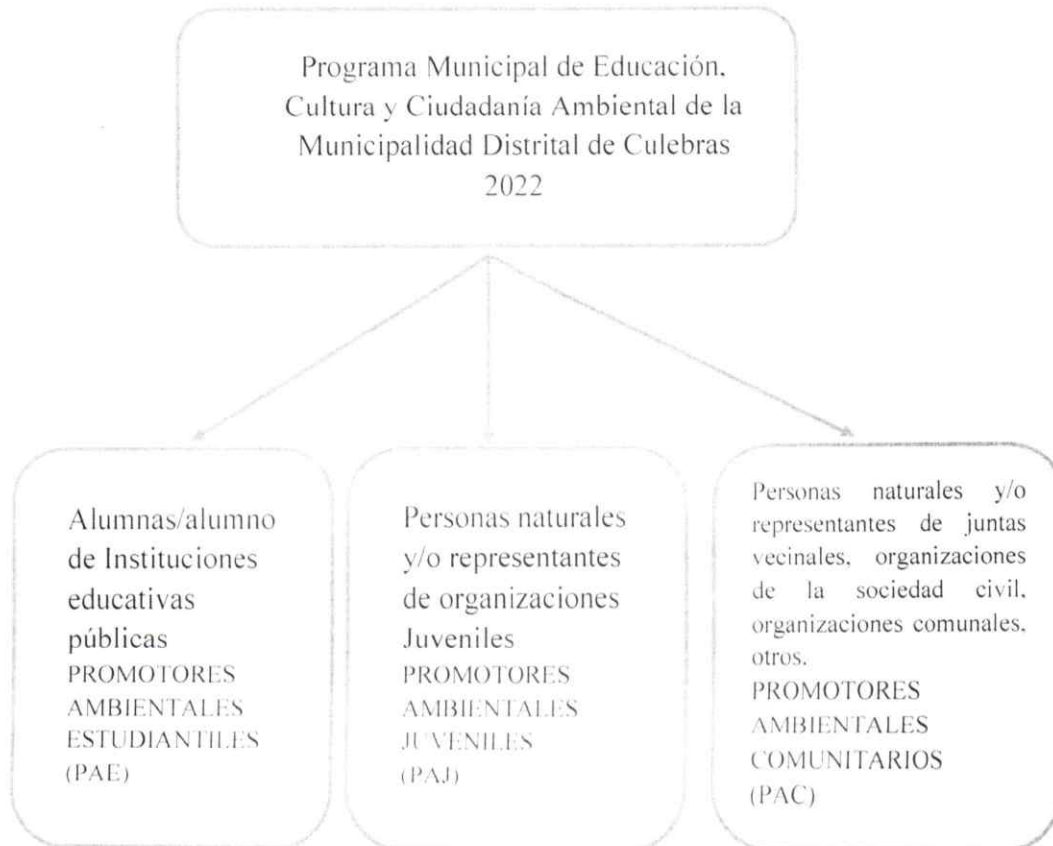 Programa Municipal de Educación,
Cultura y Ciudadanía Ambiental de la
Municipalidad Distrital de Culebras
2022
Alumnas/alumno
de Instituciones
educativas
públicas
PROMOTORES
AMBIENTALES
ESTUDIANTILES
(PAE)
Personas naturales
y/o representantes
de organizaciones
Juveniles
PROMOTORES
AMBIENTALES
JUVENILES
(PAJ)
Personas naturales y/o
representantes de juntas
vecinales, organizaciones
de la sociedad civil,
organizaciones comunales,
otros.
PROMOTORES
AMBIENTALES
COMUNITARIOS
(PAC)